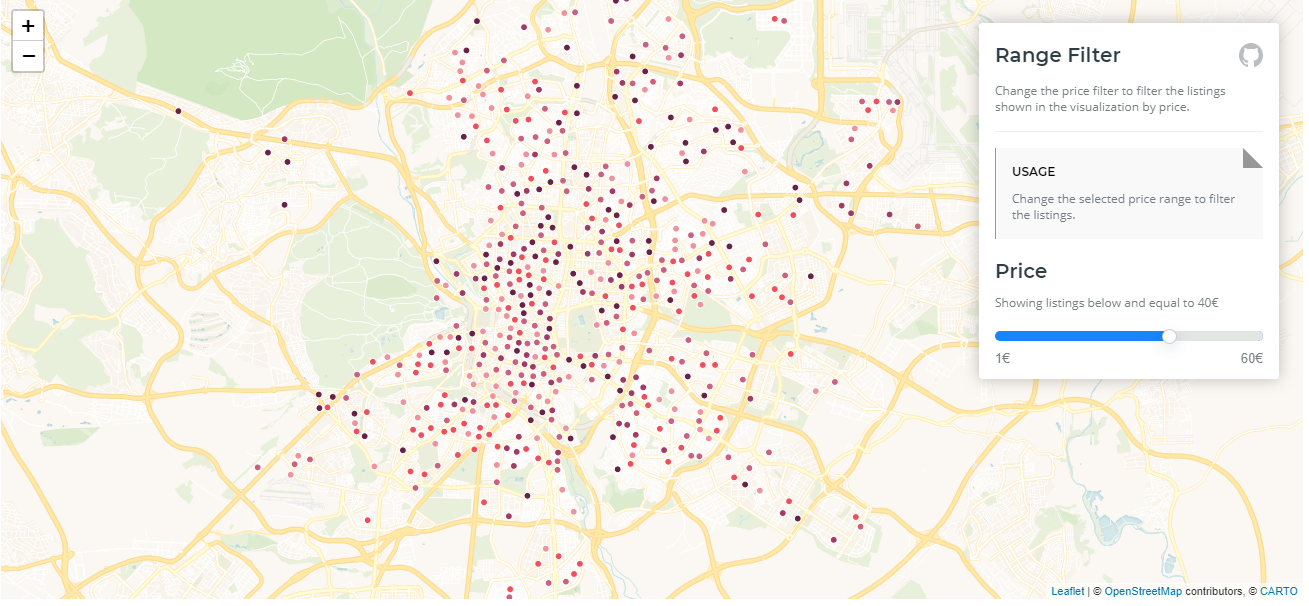 +
−
Range Filter
Change the price filter to filter the listings
shown in the visualization by price.
USAGE
Change the selected price range to filter
the listings.
Price
Showing listings below and equal to 40€
1€ 60€
Leaflet | © OpenStreetMap contributors, © CARTO